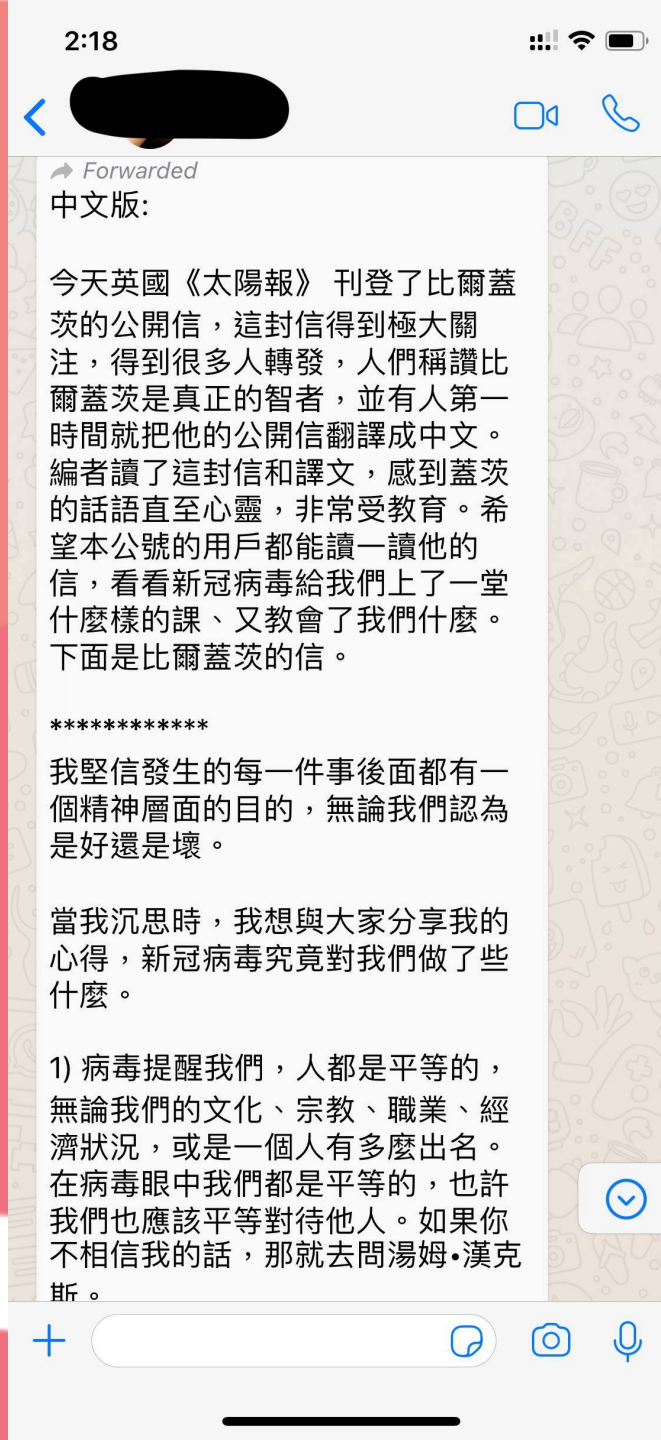 2:18
Forwarded
中文版:
今天英國《太陽報》 刊登了比爾蓋
茨的公開信，這封信得到極大關
注，得到很多人轉發，人們稱讚比
爾蓋茨是真正的智者，並有人第一
時間就把他的公開信翻譯成中文。
編者讀了這封信和譯文，感到蓋茨
的話語直至心靈，非常受教育。希
望本公號的用戶都能讀一讀他的
信，看看新冠病毒給我們上了一堂
什麼樣的課、又教會了我們什麼。
下面是比爾蓋茨的信。
************
我堅信發生的每一件事後面都有一
個精神層面的目的，無論我們認為
是好還是壞。
當我沉思時，我想與大家分享我的
心得，新冠病毒究竟對我們做了些
什麼。
1) 病毒提醒我們，人都是平等的，
無論我們的文化、宗教、職業、經
濟狀況，或是一個人有多麼出名。
在病毒眼中我們都是平等的，也許
我們也應該平等對待他人。如果你
不相信我的話，那就去問湯姆•漢克
斯。